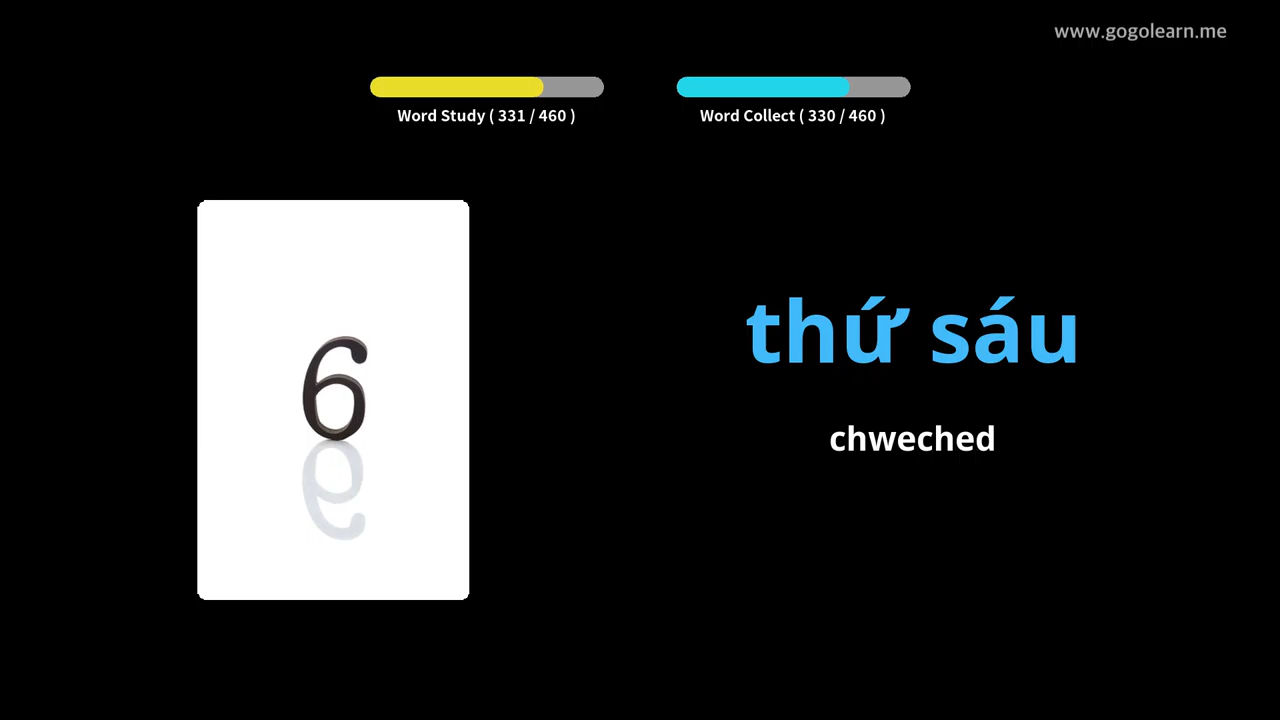 www.gogolearn.me
Word Study ( 331 / 460 )
Word Collect ( 330 / 460 )
6
thứ sáu
chweched